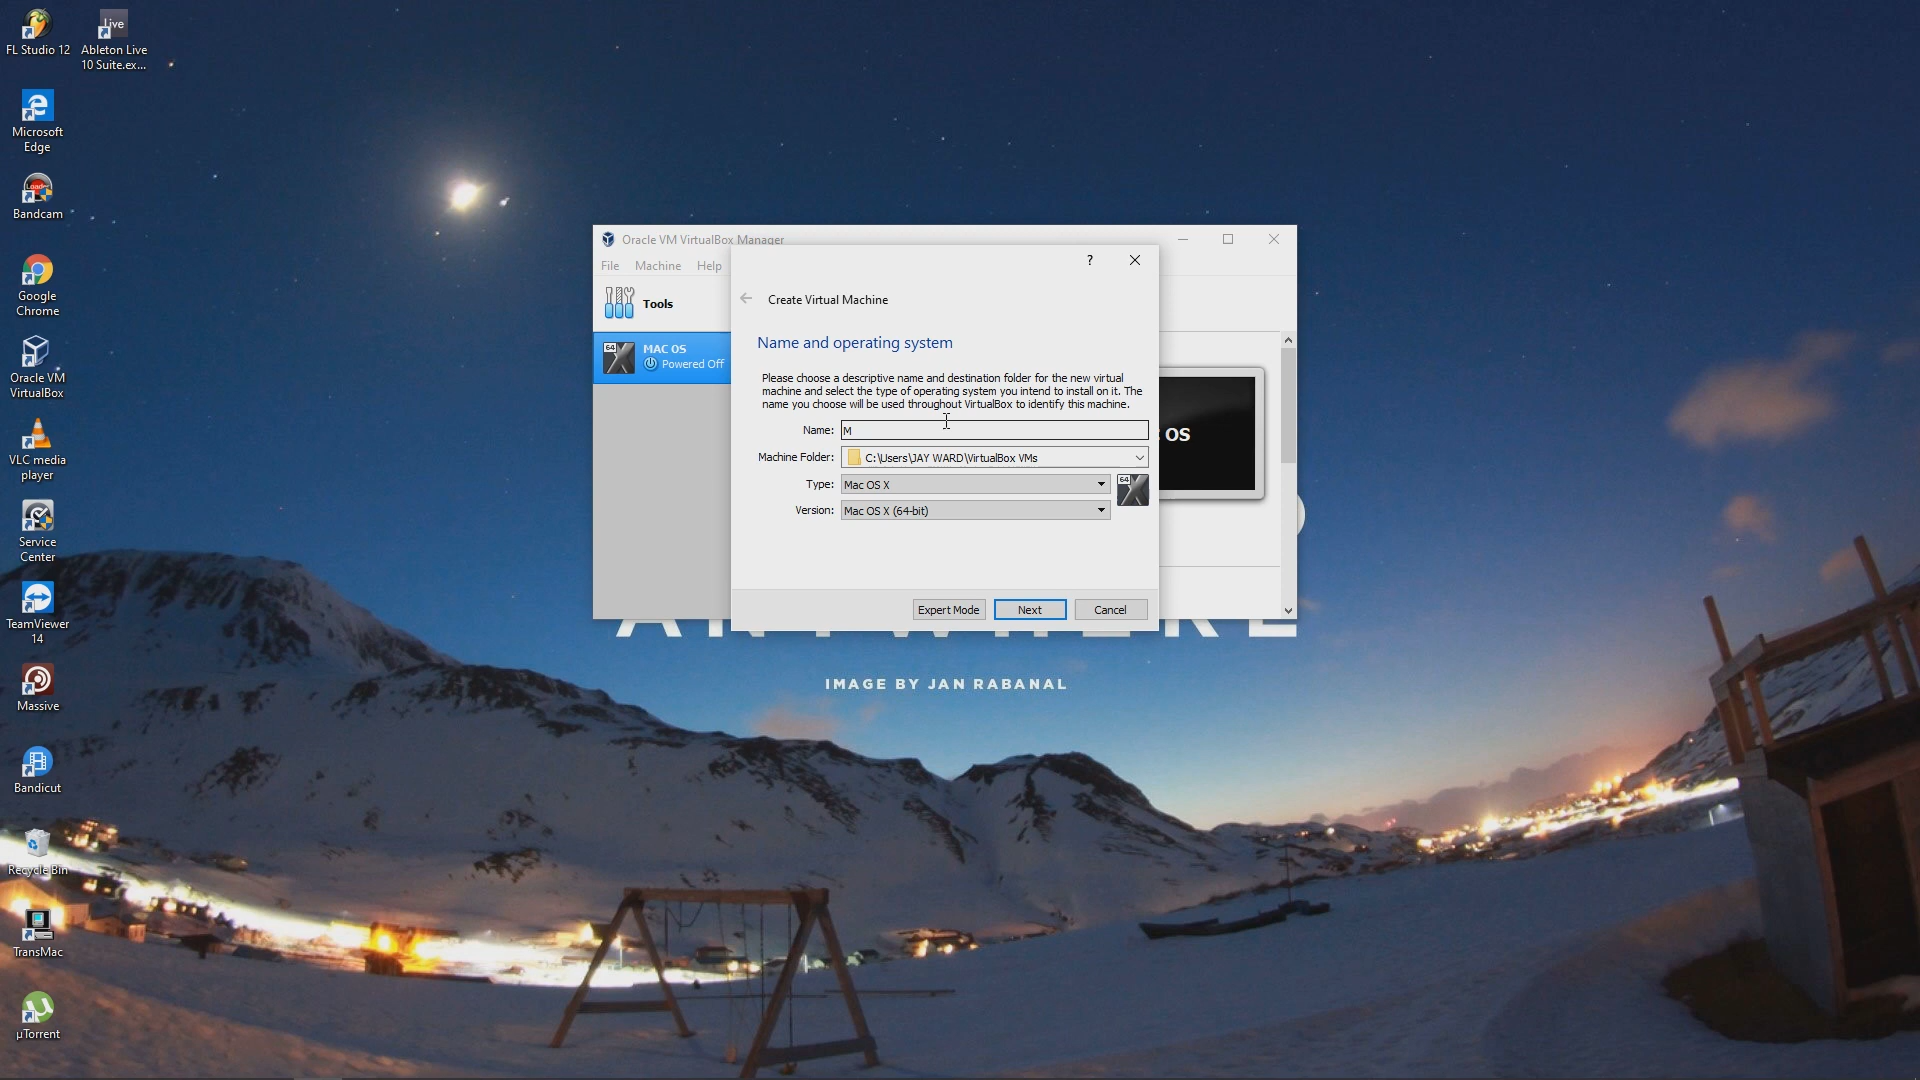 FL Studio 12
Live
Ableton Live
10 Suite.ex...
Microsoft
Edge
Load
Bandcam
Google
Chrome
Oracle VM
VirtualBox
VLC media
player
Service
Center
TeamViewer
14
Massive
Bandicut
Recycle Bin
TransMac
µTorrent
Oracle VM VirtualBox Manager
File Machine Help
Tools
64
MAC OS
Powered Off
?
Create Virtual Machine
Name and operating system
Please choose a descriptive name and destination folder for the new virtual
machine and select the type of operating system you intend to install on it. The
name you choose will be used throughout VirtualBox to identify this machine.
Name: M
Machine Folder: C:\Users\JAY WARD\VirtualBox VMs
Type: Mac OS X
64
Version: Mac OS X (64-bit)
Expert Mode Next Cancel
OS
IMAGE BY JAN RABANAL